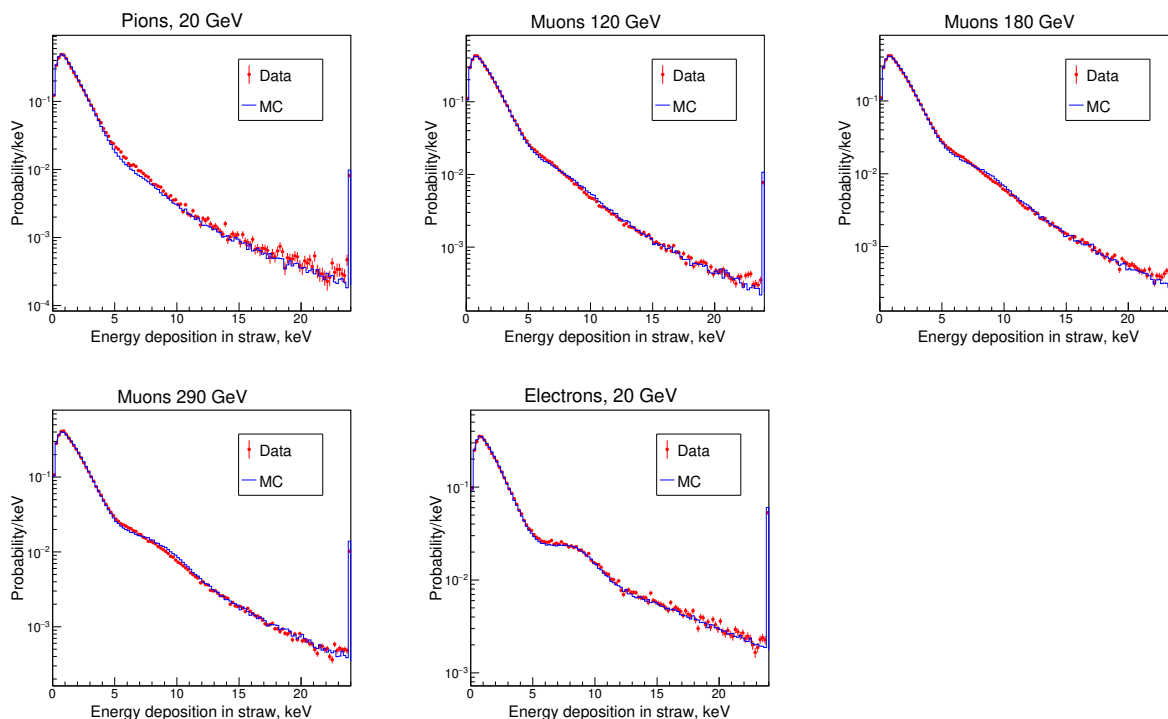 Pions, 20 GeV
Probability/keV
10⁻¹
10⁻²
10⁻³
10⁻⁴
Data
MC
0 5 10 15 20
Energy deposition in straw, keV
Muons 120 GeV
Probability/keV
10⁻¹
10⁻²
10⁻³
Data
MC
0 5 10 15 20
Energy deposition in straw, keV
Muons 180 GeV
Probability/keV
10⁻¹
10⁻²
10⁻³
Data
MC
0 5 10 15 20
Energy deposition in straw, keV
Muons 290 GeV
Probability/keV
10⁻¹
10⁻²
10⁻³
Data
MC
0 5 10 15 20
Energy deposition in straw, keV
Electrons, 20 GeV
Probability/keV
10⁻¹
10⁻²
10⁻³
Data
MC
0 5 10 15 20
Energy deposition in straw, keV